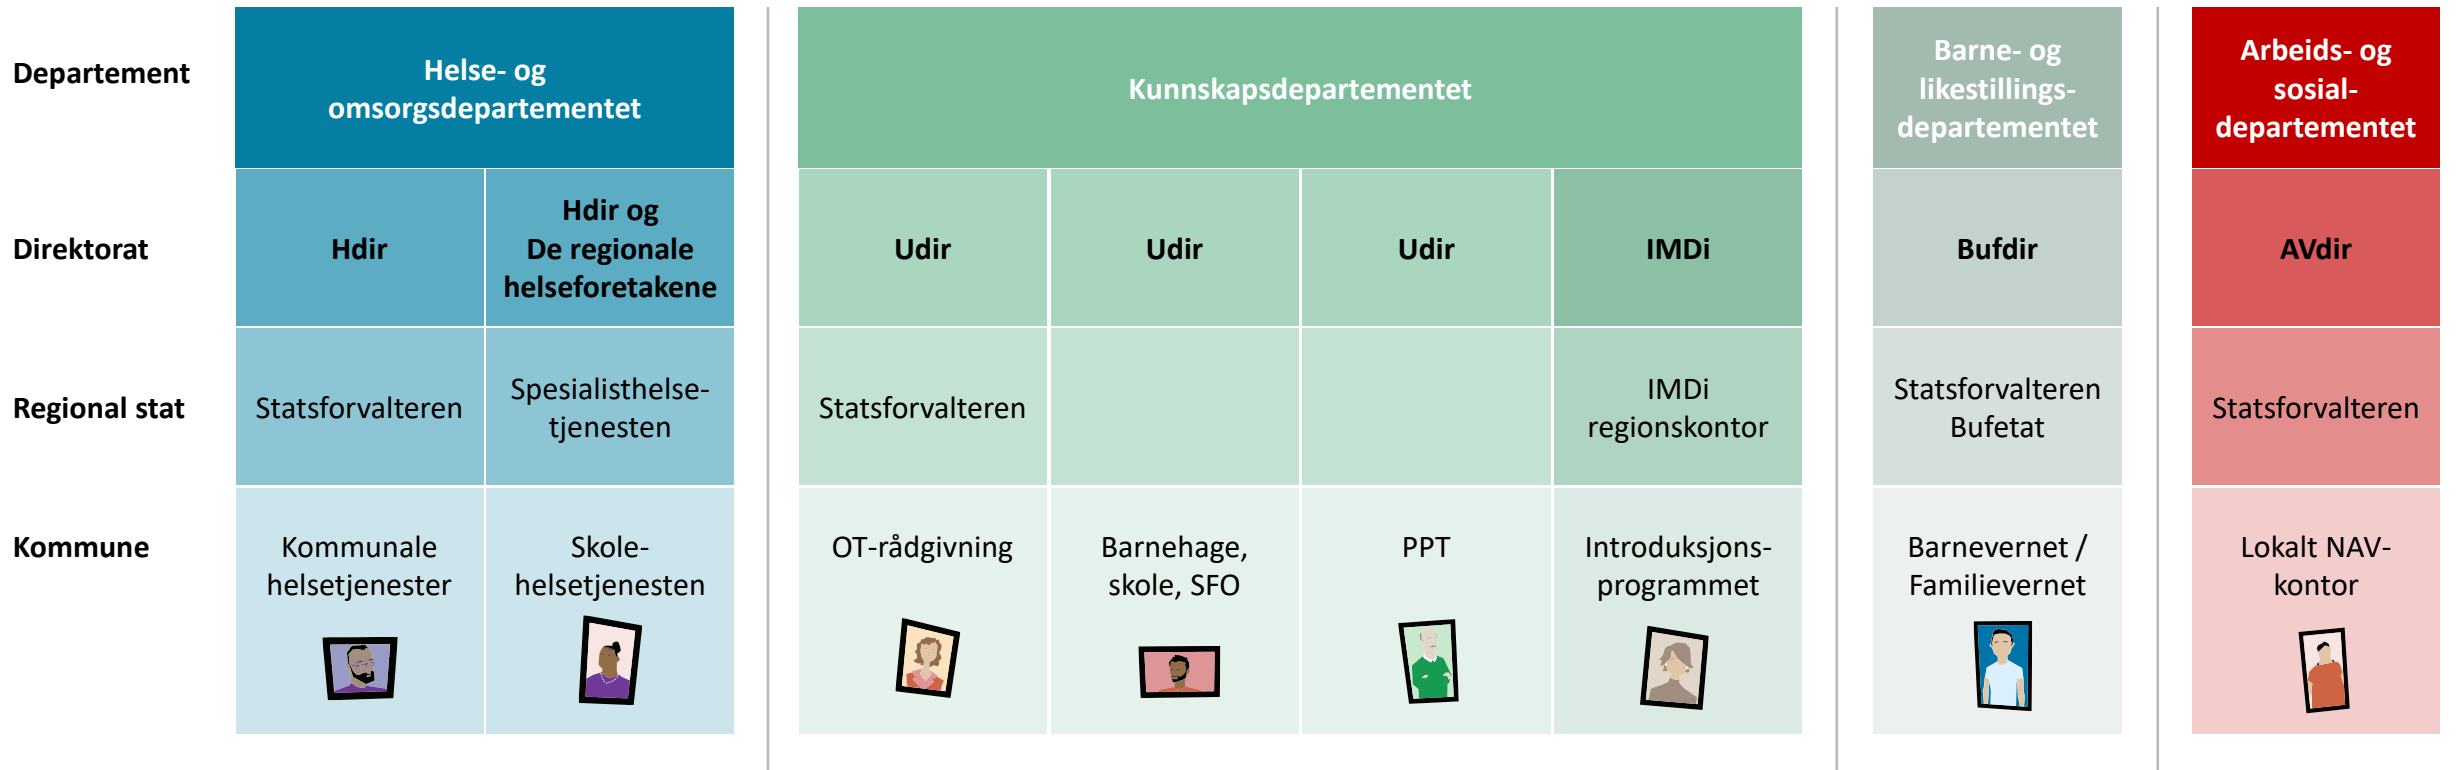 Departement
Helse- og
omsorgsdepartementet
Kunnskapsdepartementet
Barne- og
likestillings-
departementet
Arbeids- og
sosial-
departementet
Direktorat
Hdir
Hdir og
De regionale
helseforetakene
Udir
Udir
Udir
IMDi
Bufdir
AVdir
Regional stat
Statsforvalteren
Spesialisthelse-
tjenesten
Statsforvalteren
IMDi
regionskontor
Statsforvalteren
Bufetat
Statsforvalteren
Kommune
Kommunale
helsetjenester
Skole-
helsetjenesten
OT-rådgivning
Barnehage,
skole, SFO
PPT
Introduksjons-
programmet
Barnevernet /
Familievernet
Lokalt NAV-
kontor